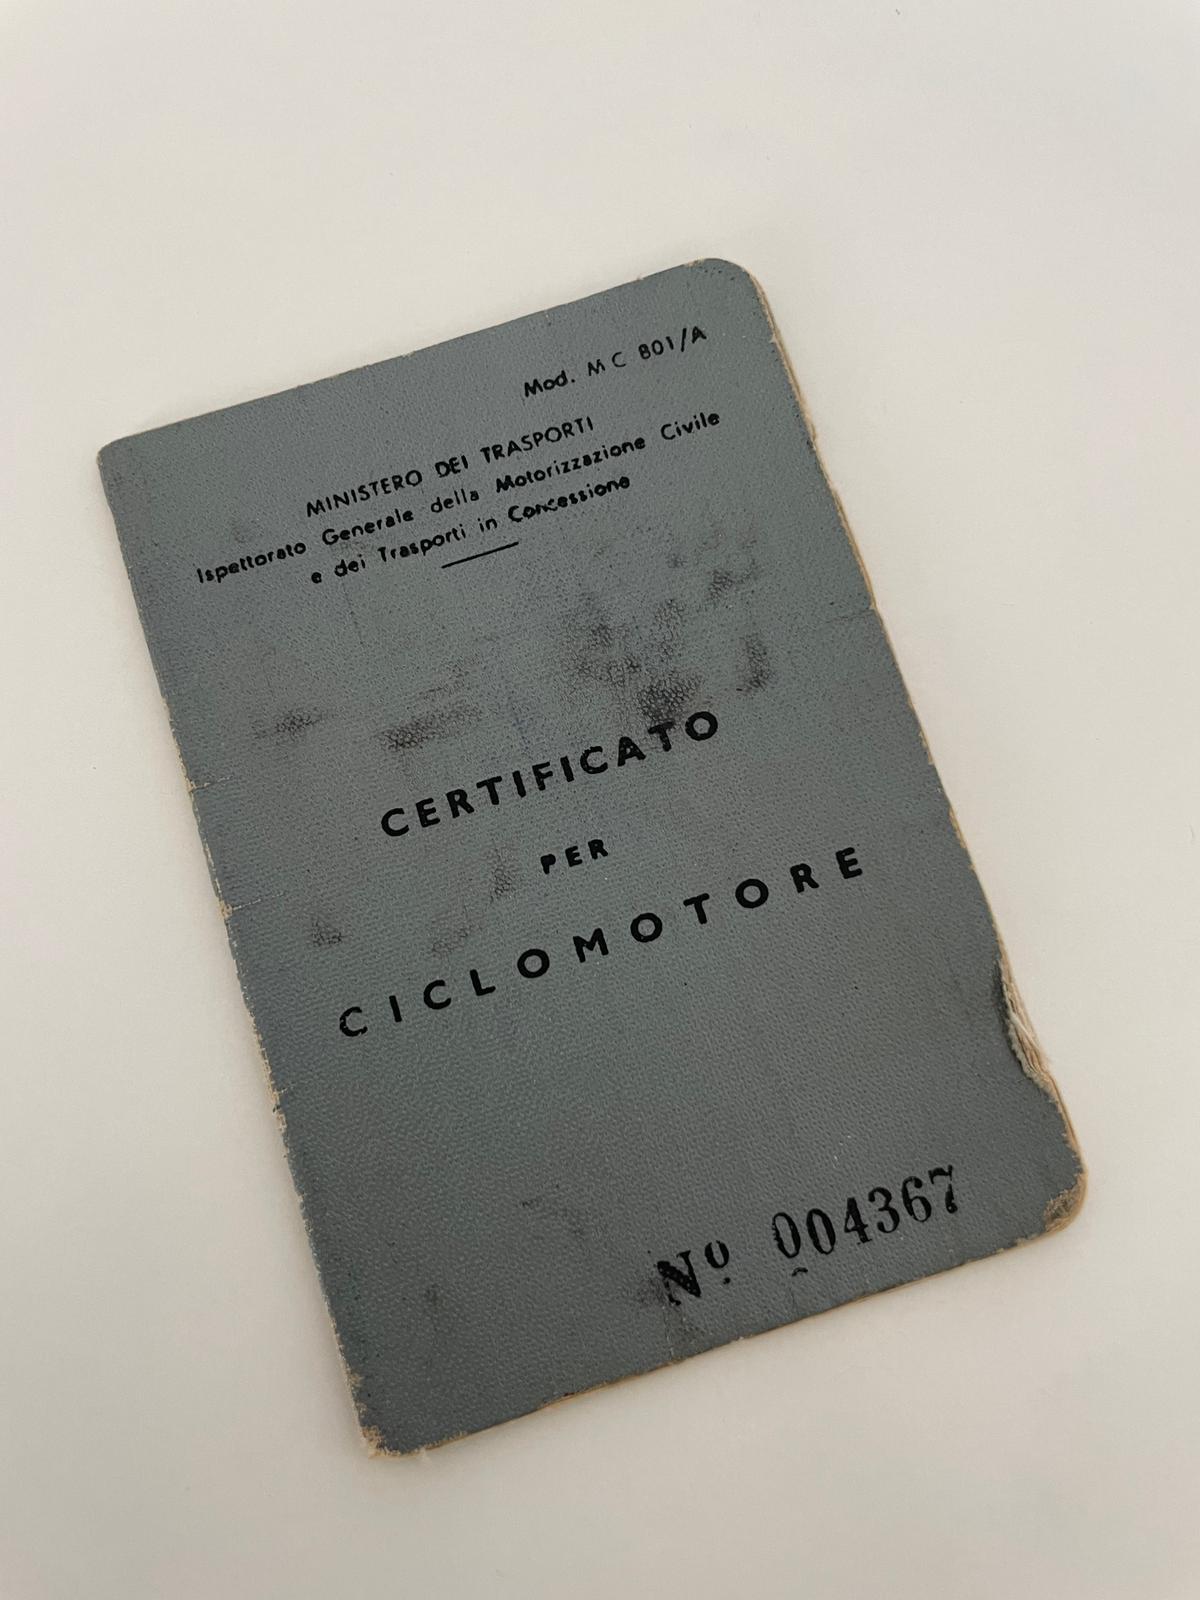 Mod. MC 801/A
MINISTERO DEI TRASPORTI
Ispettorato Generale della Motorizzazione Civile
e dei Trasporti in Concessione
CERTIFICATO
PER
CICLOMOTORE
Nº 004367